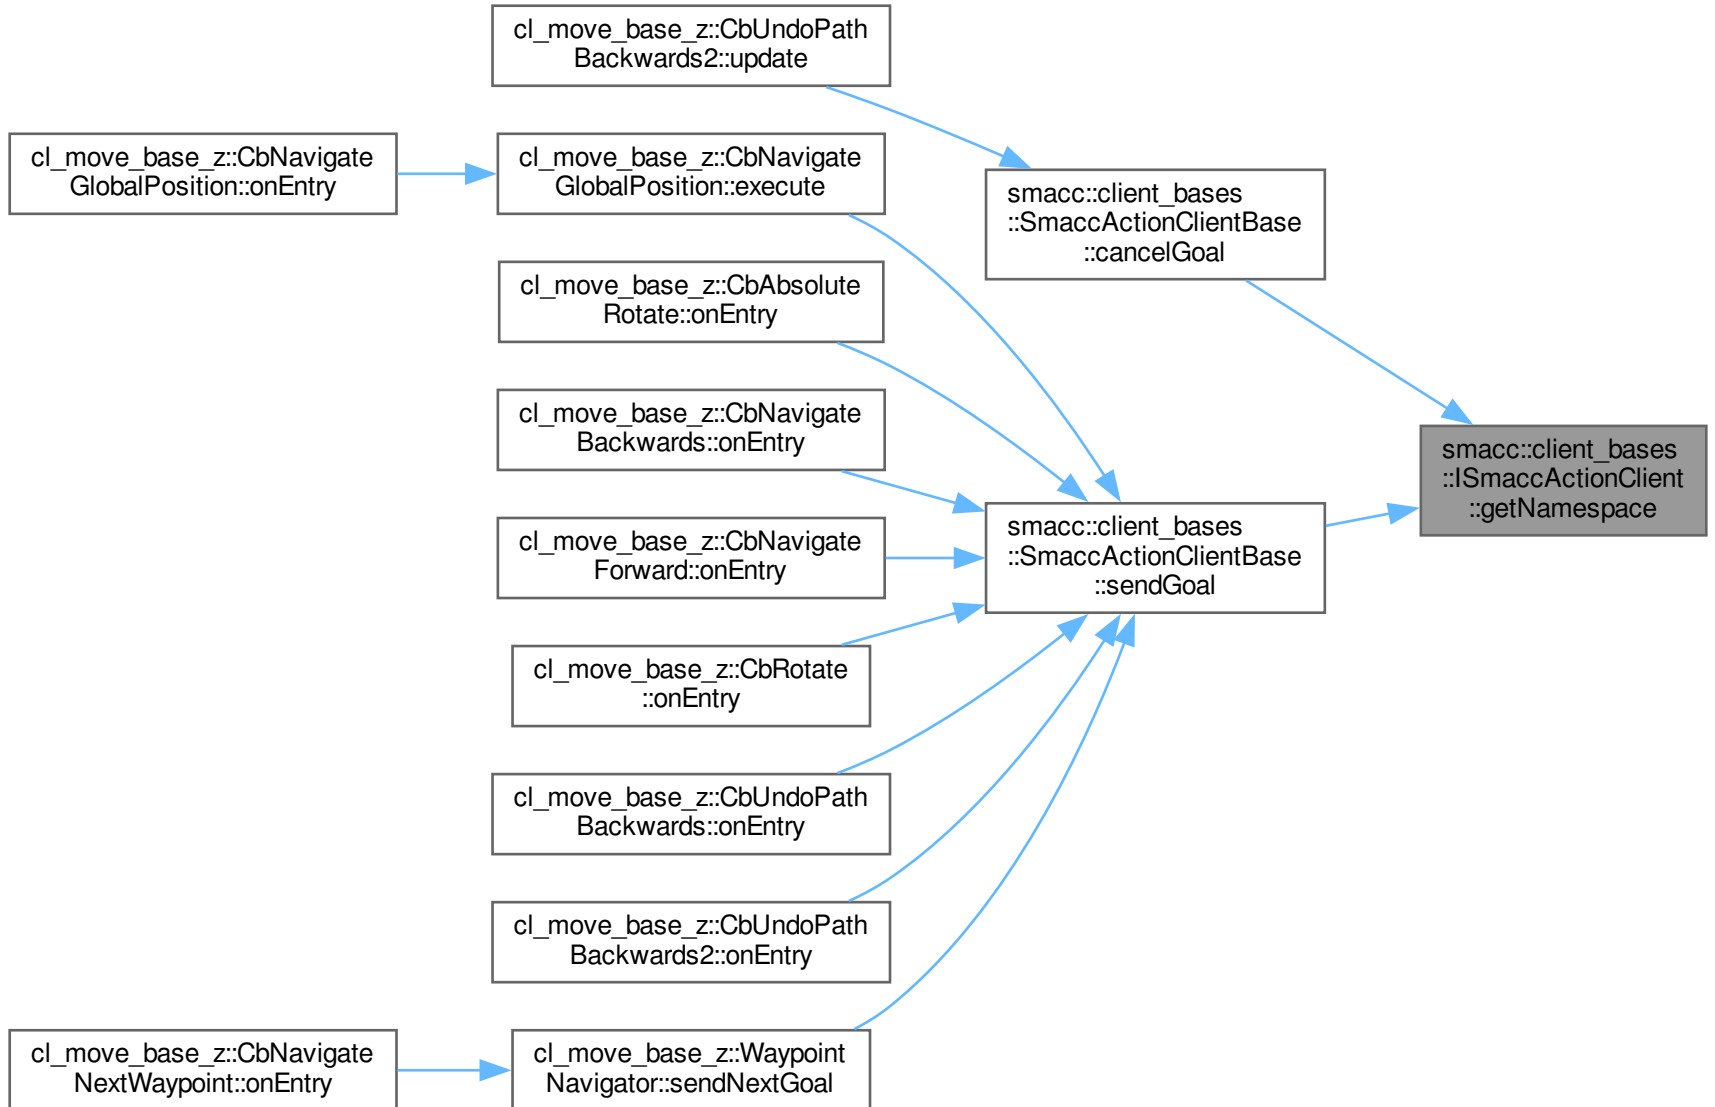 cl_move_base_z::CbUndoPath
Backwards2::update
cl_move_base_z::CbNavigate
GlobalPosition::onEntry
cl_move_base_z::CbNavigate
GlobalPosition::execute
smacc::client_bases
::SmaccActionClientBase
::cancelGoal
cl_move_base_z::CbAbsolute
Rotate::onEntry
cl_move_base_z::CbNavigate
Backwards::onEntry
smacc::client_bases
::ISmaccActionClient
::getNamespace
cl_move_base_z::CbNavigate
Forward::onEntry
smacc::client_bases
::SmaccActionClientBase
::sendGoal
cl_move_base_z::CbRotate
::onEntry
cl_move_base_z::CbUndoPath
Backwards::onEntry
cl_move_base_z::CbUndoPath
Backwards2::onEntry
cl_move_base_z::CbNavigate
NextWaypoint::onEntry
cl_move_base_z::Waypoint
Navigator::sendNextGoal